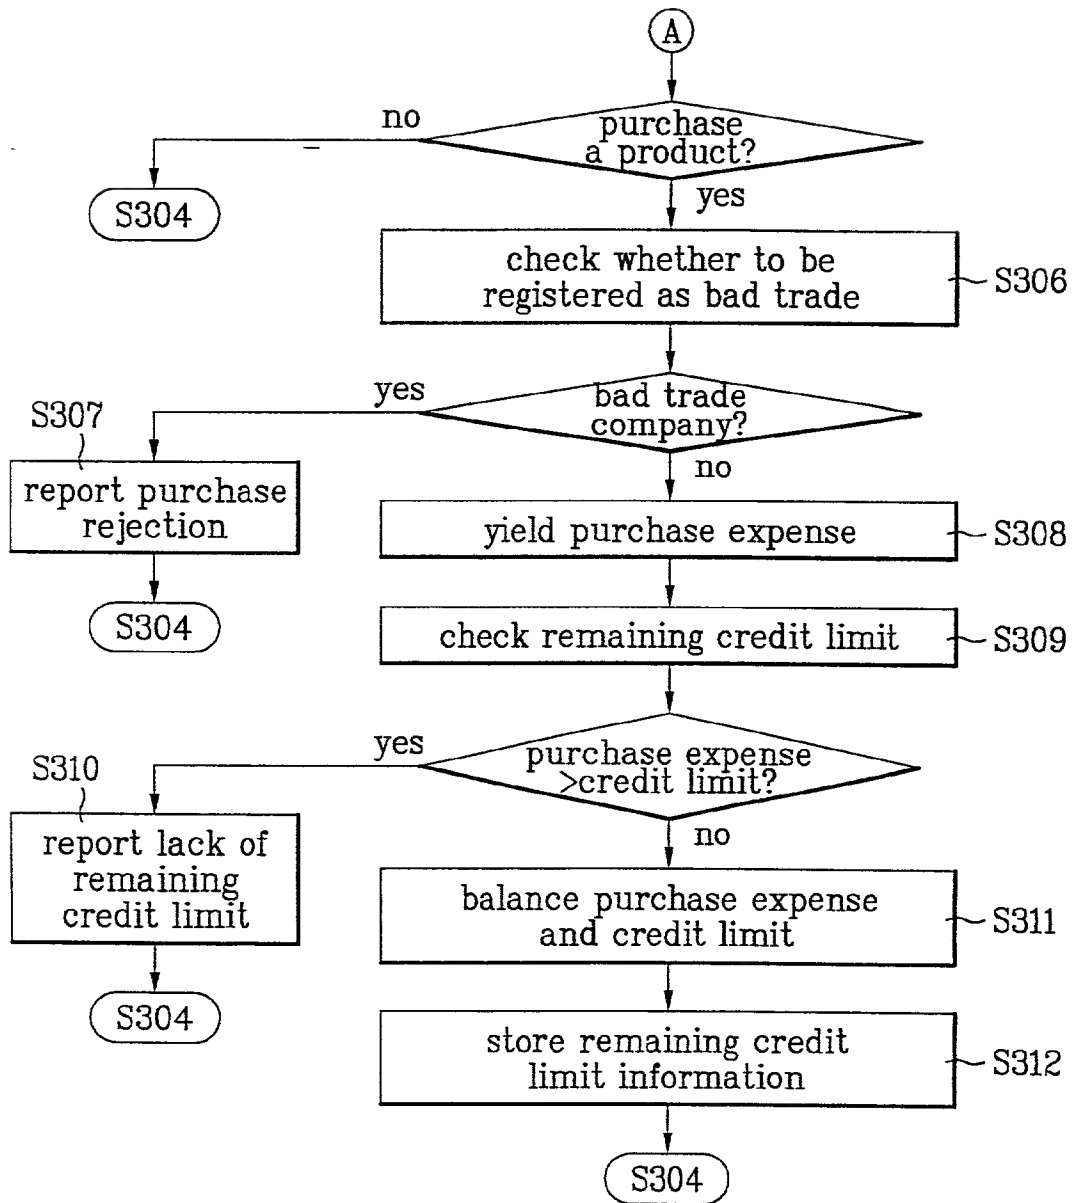 A
no
purchase
a product?
yes
S304
check whether to be
registered as bad trade
S306
yes
bad trade
company?
no
S307
report purchase
rejection
S304
yield purchase expense
S308
check remaining credit limit
S309
yes
purchase expense
>credit limit?
no
S310
report lack of
remaining
credit limit
S304
balance purchase expense
and credit limit
S311
store remaining credit
limit information
S312
S304